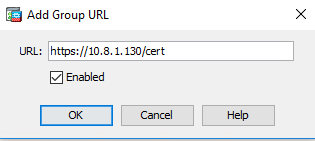 Add Group URL
URL: https://10.8.1.130/cert
Enabled
OK Cancel Help